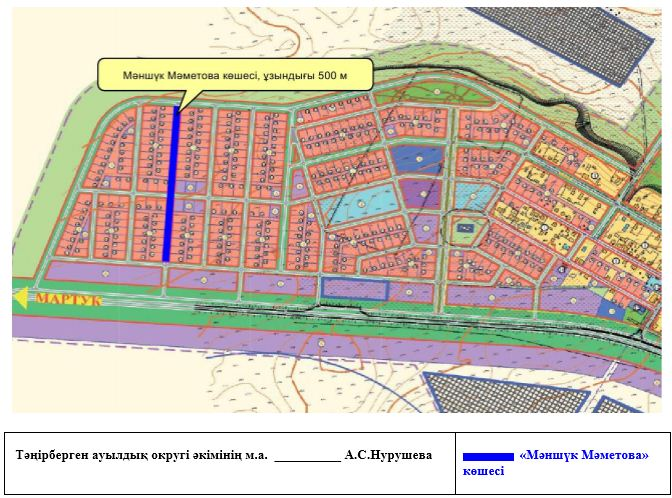 Мәншүк Мәметова көшесі, ұзындығы 500 м
МАРТУК
Тәңірберген ауылдық округі әкімінің м.а. __________ А.С.Нурушева
«Мәншүк Мәметова»
көшесі